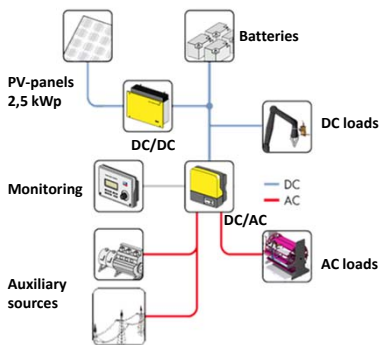 Batteries
PV-panels
2,5 kWp
DC/DC
DC loads
Monitoring
DC
AC
DC/AC
Auxiliary
sources
AC loads